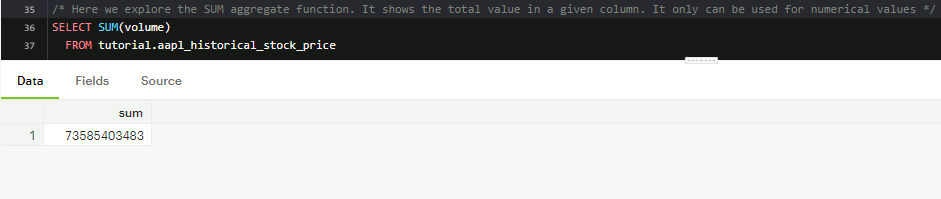 35 /* Here we explore the SUM aggregate function. It shows the total value in a given column. It only can be used for numerical values */
36 SELECT SUM(volume)
37 FROM tutorial.aapl_historical_stock_price
Data Fields Source
sum
1 73585403483